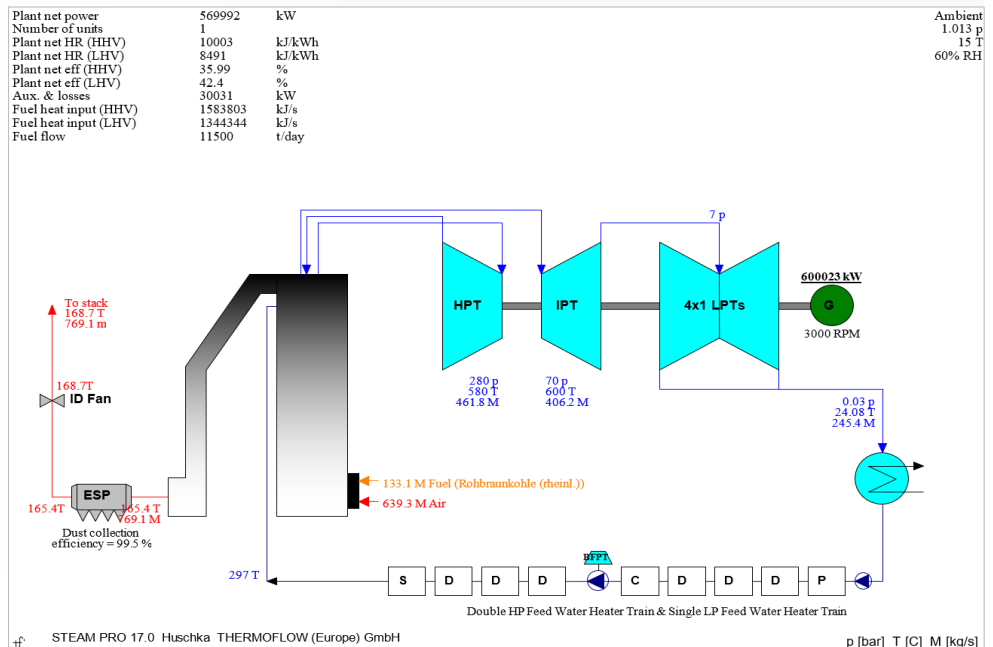 Plant net power 569992 kW
Number of units 1
Plant net HR (HHV) 10003 kJ/kWh
Plant net HR (LHV) 8491 kJ/kWh
Plant net eff (HHV) 35.99 %
Plant net eff (LHV) 42.4 %
Aux. & losses 30031 kW
Fuel heat input (HHV) 1583803 kJ/s
Fuel heat input (LHV) 1344344 kJ/s
Fuel flow 11500 t/day
Ambient
1.013 p
15 T
60% RH
7 p
600023 kW
HPT
IPT
4x1 LPTs
G
3000 RPM
To stack
168.7 T
769.1 m
168.7T
ID Fan
280 p
580 T
461.8 M
70 p
600 T
406.2 M
0.03 p
24.08 T
245.4 M
133.1 M Fuel (Rohbraunkohle (rheinl.))
639.3 M Air
ESP
165.4T
165.4 T
769.1 M
Dust collection
efficiency = 99.5 %
BFPT
297 T
S D D D C D D D P
Double HP Feed Water Heater Train & Single LP Feed Water Heater Train
STEAM PRO 17.0 Huschka THERMOFLOW (Europe) GmbH
p [bar] T [C] M [kg/s]